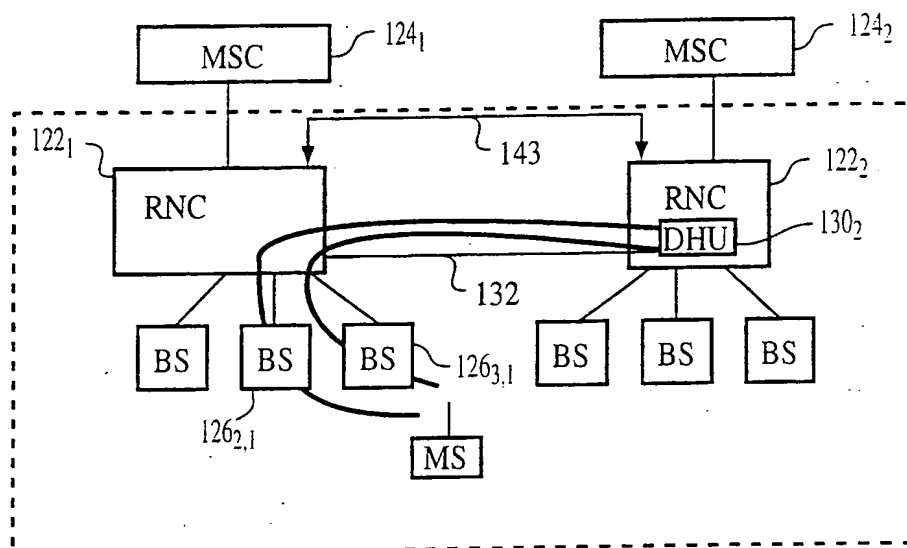 MSC 124₁
MSC 124₂
143
122₁ RNC
RNC 122₂
DHU 130₂
132
BS BS BS 126₃,₁
BS BS BS
126₂,₁
MS